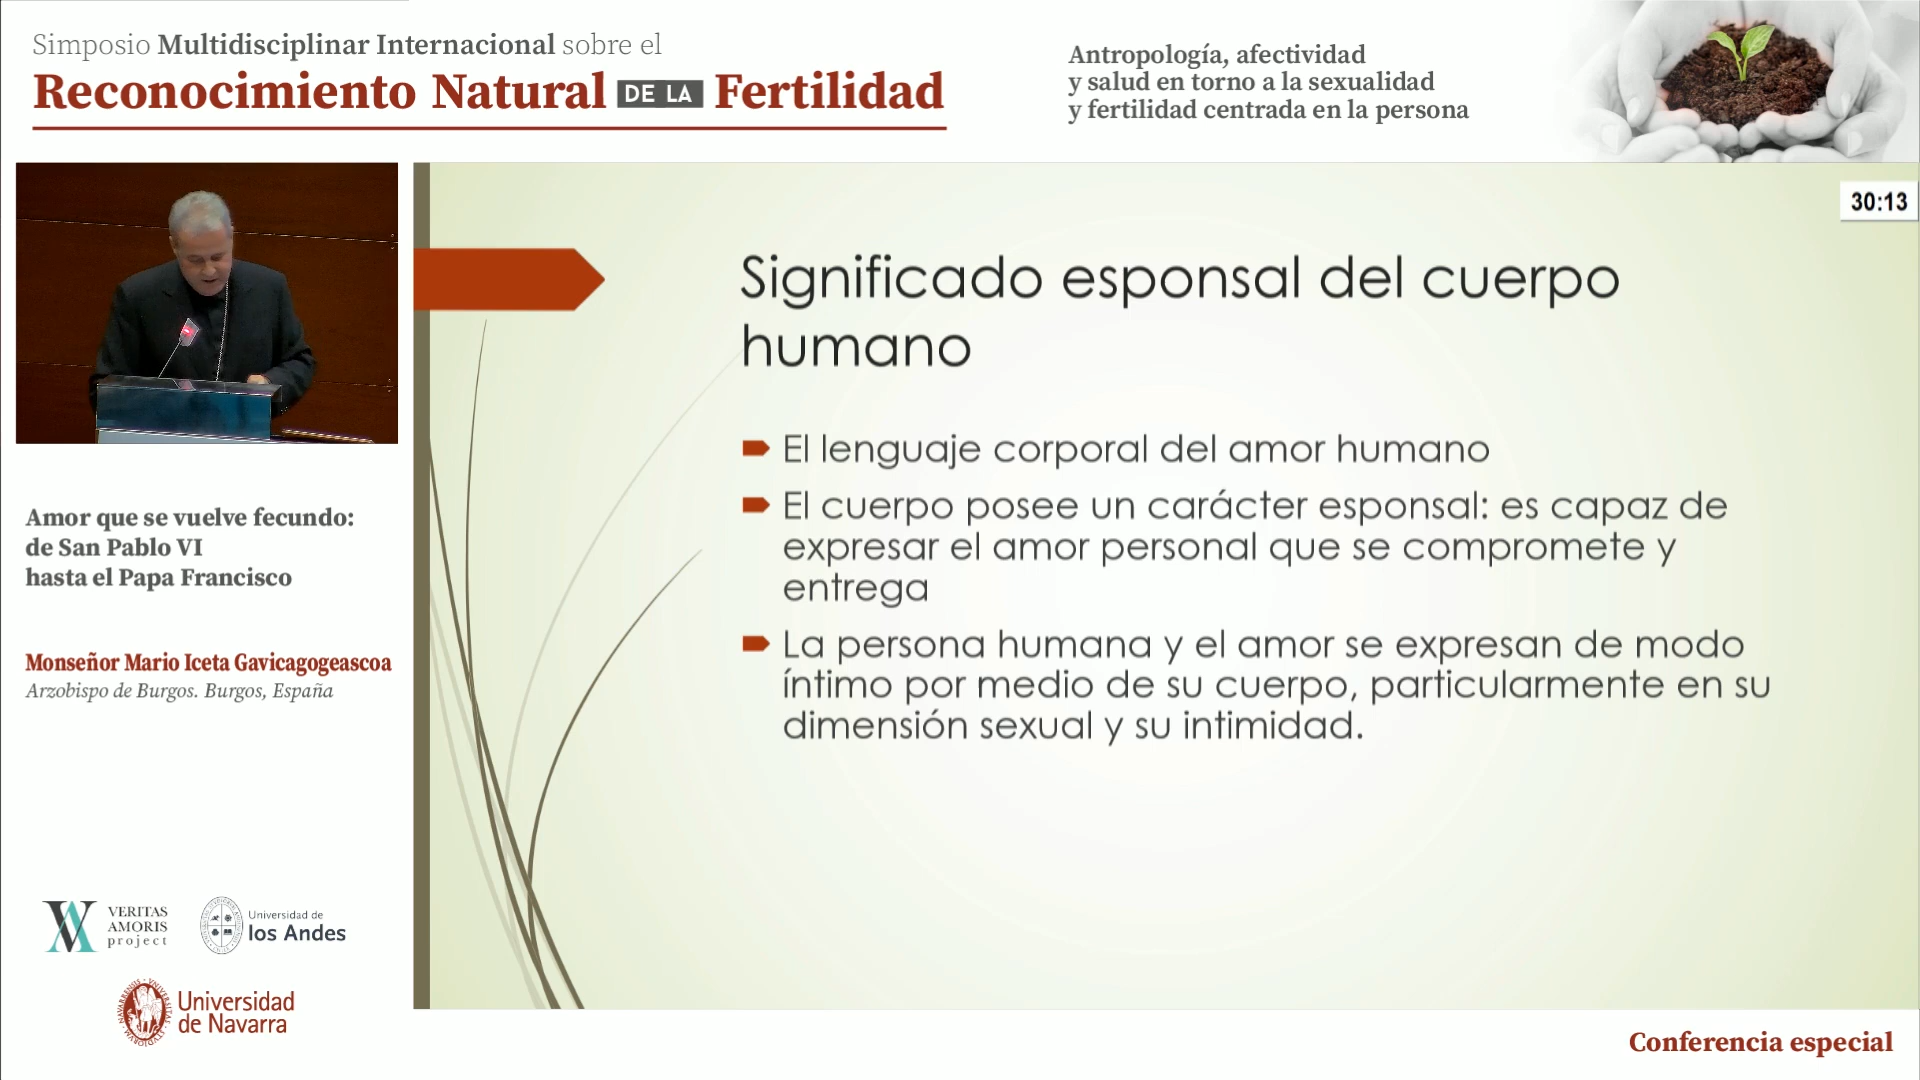 Simposio Multidisciplinar Internacional sobre el
Reconocimiento Natural DE LA Fertilidad
Antropología, afectividad
y salud en torno a la sexualidad
y fertilidad centrada en la persona
30:13
Significado esponsal del cuerpo
humano
El lenguaje corporal del amor humano
El cuerpo posee un carácter esponsal: es capaz de
expresar el amor personal que se compromete y
entrega
La persona humana y el amor se expresan de modo
íntimo por medio de su cuerpo, particularmente en su
dimensión sexual y su intimidad.
Amor que se vuelve fecundo:
de San Pablo VI
hasta el Papa Francisco
Monseñor Mario Iceta Gavicagogeascoa
Arzobispo de Burgos. Burgos, España
VERITAS
AMORIS
project
Universidad de
los Andes
Universidad
de Navarra
Conferencia especial